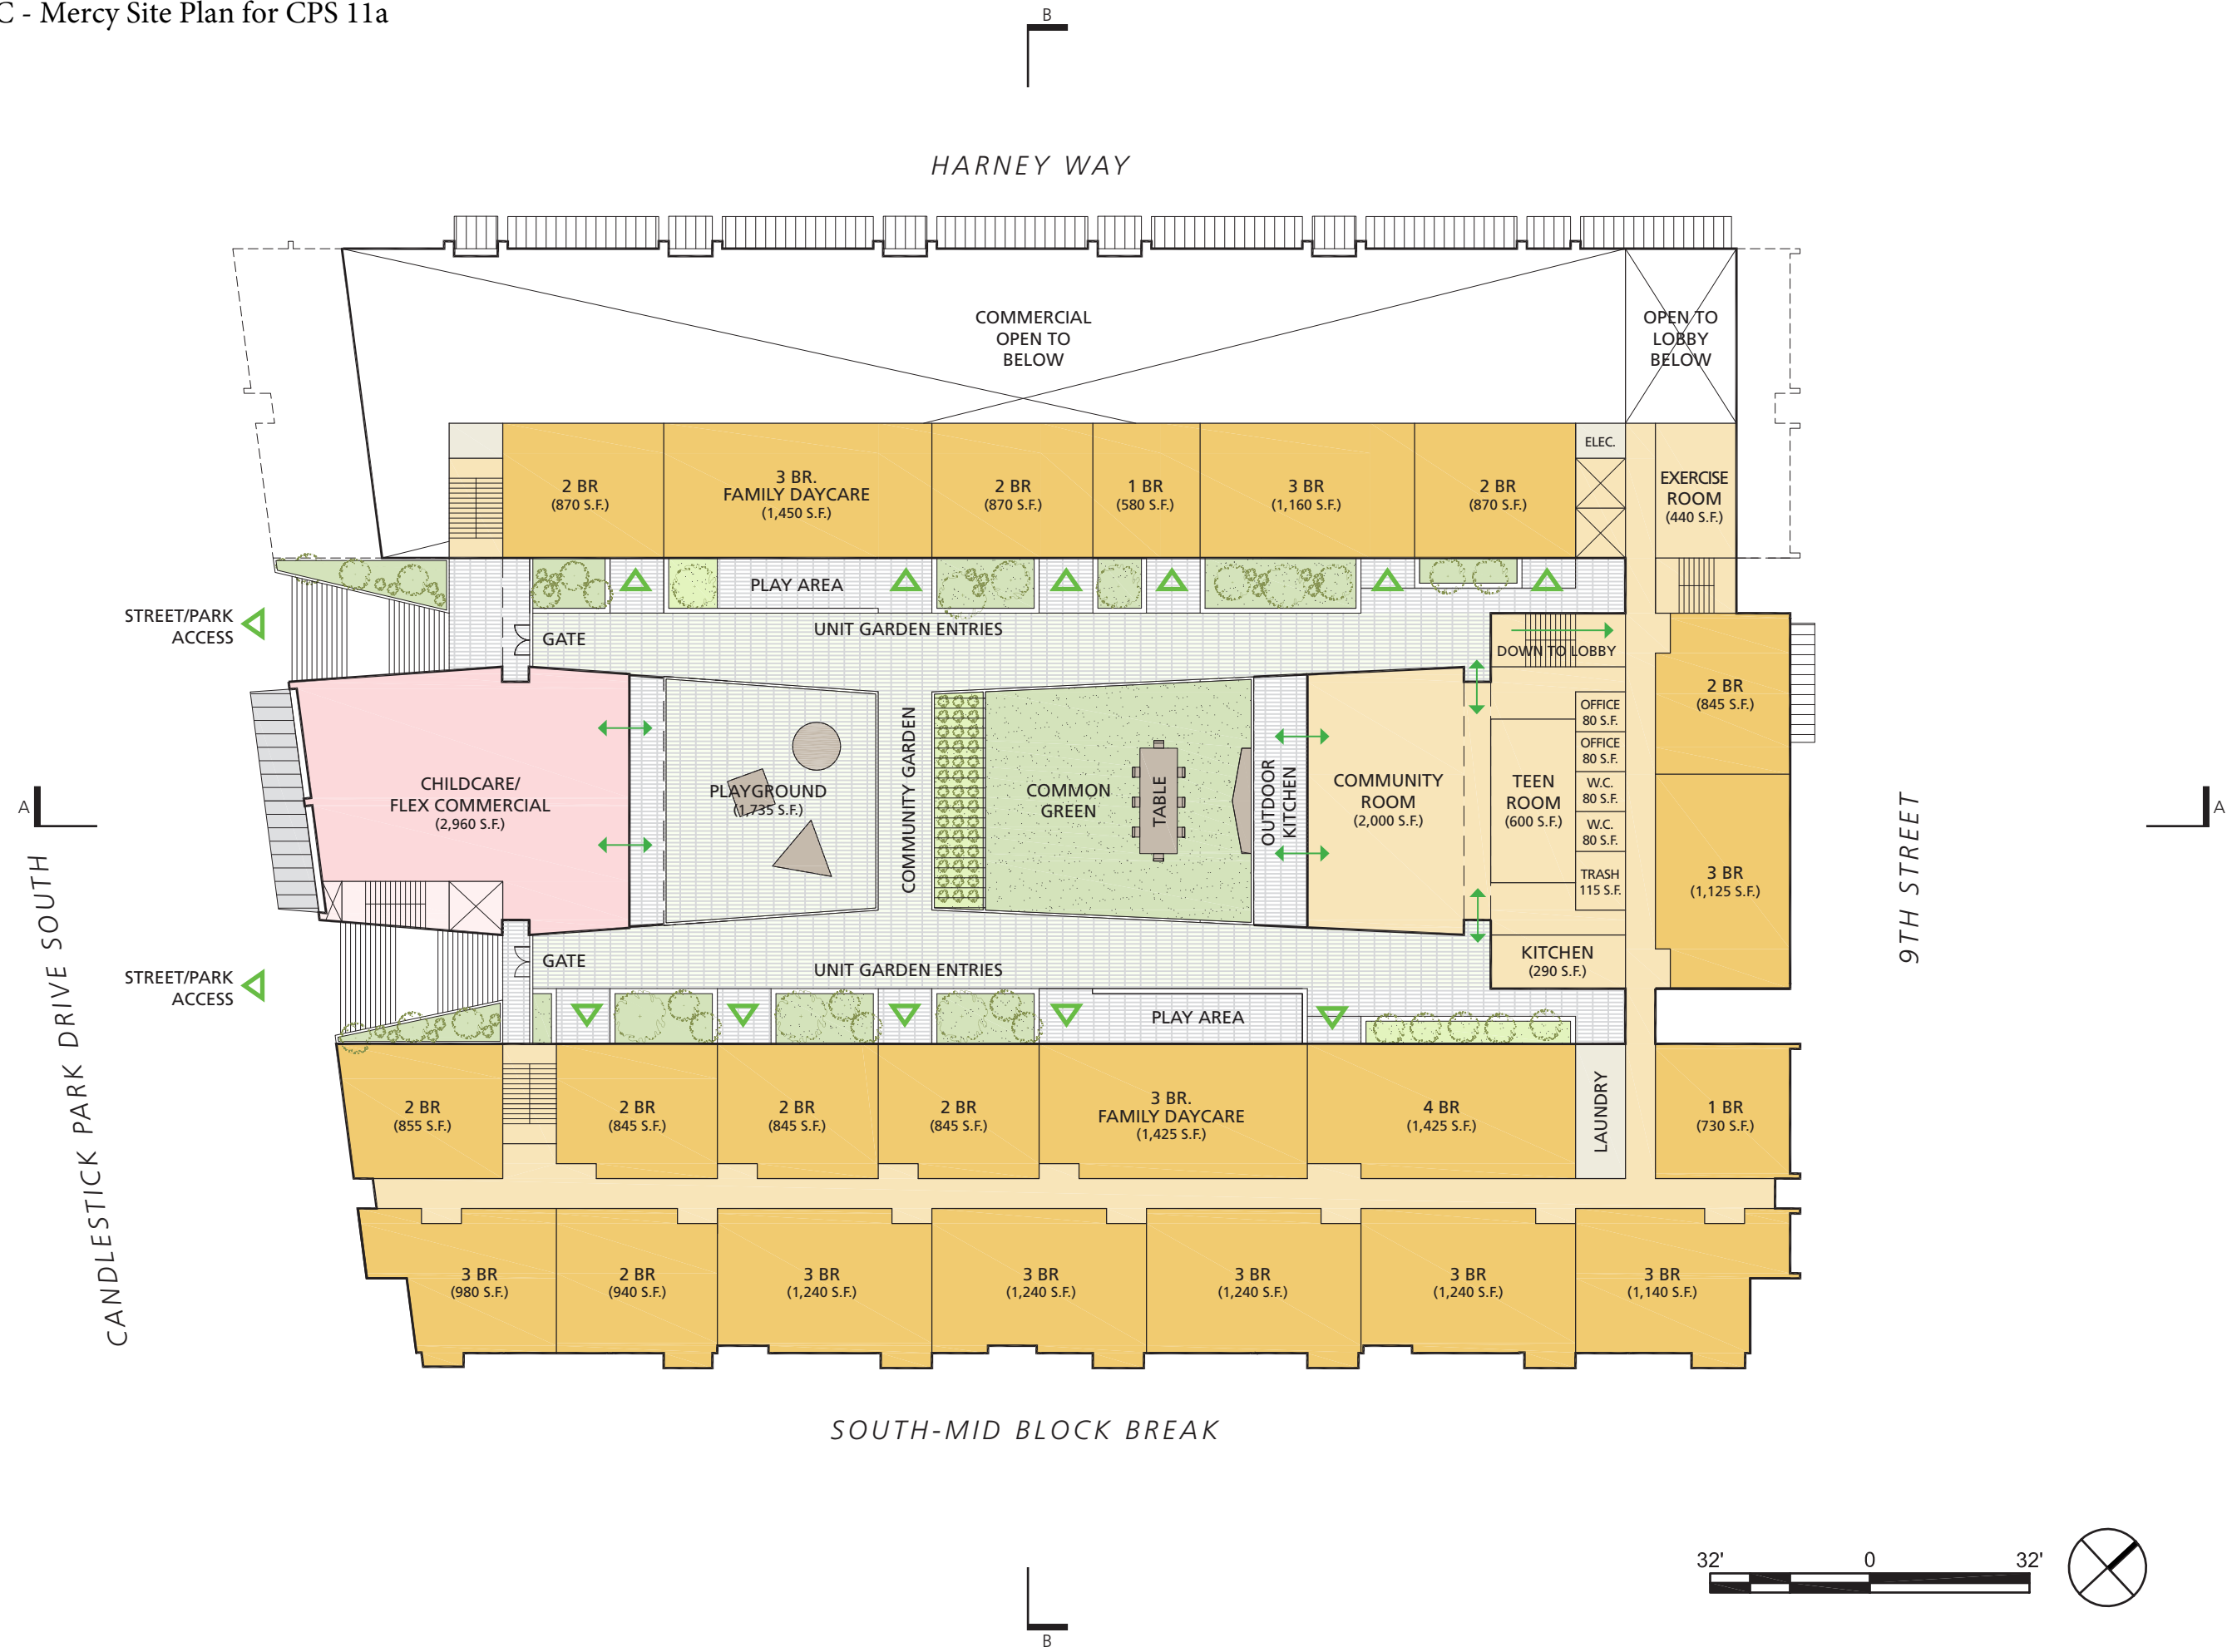 C - Mercy Site Plan for CPS 11a
B
HARNEY WAY
COMMERCIAL
OPEN TO
BELOW
OPEN TO
LOBBY
BELOW
2 BR
(870 S.F.)
3 BR.
FAMILY DAYCARE
(1,450 S.F.)
2 BR
(870 S.F.)
1 BR
(580 S.F.)
3 BR
(1,160 S.F.)
2 BR
(870 S.F.)
ELEC.
EXERCISE
ROOM
(440 S.F.)
PLAY AREA
STREET/PARK
ACCESS
GATE
UNIT GARDEN ENTRIES
DOWN TO LOBBY
CHILDCARE/
FLEX COMMERCIAL
(2,960 S.F.)
PLAYGROUND
(1,735 S.F.)
COMMUNITY GARDEN
COMMON
GREEN
TABLE
OUTDOOR
KITCHEN
COMMUNITY
ROOM
(2,000 S.F.)
TEEN
ROOM
(600 S.F.)
OFFICE
80 S.F.
OFFICE
80 S.F.
W.C.
80 S.F.
W.C.
80 S.F.
TRASH
115 S.F.
2 BR
(845 S.F.)
3 BR
(1,125 S.F.)
A
A
CANDLESTICK PARK DRIVE SOUTH
9TH STREET
STREET/PARK
ACCESS
GATE
UNIT GARDEN ENTRIES
KITCHEN
(290 S.F.)
PLAY AREA
2 BR
(855 S.F.)
2 BR
(845 S.F.)
2 BR
(845 S.F.)
2 BR
(845 S.F.)
3 BR.
FAMILY DAYCARE
(1,425 S.F.)
4 BR
(1,425 S.F.)
LAUNDRY
1 BR
(730 S.F.)
3 BR
(980 S.F.)
2 BR
(940 S.F.)
3 BR
(1,240 S.F.)
3 BR
(1,240 S.F.)
3 BR
(1,240 S.F.)
3 BR
(1,240 S.F.)
3 BR
(1,140 S.F.)
SOUTH-MID BLOCK BREAK
32' 0 32'
B